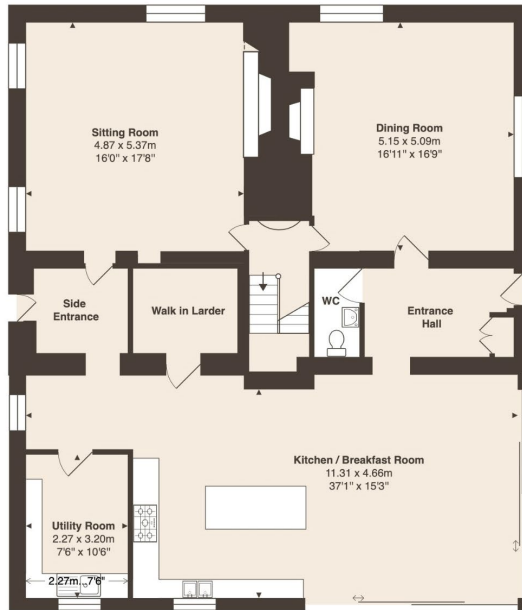 Sitting Room
4.87 x 5.37m
16'0" x 17'8"
Dining Room
5.15 x 5.09m
16'11" x 16'9"
Side
Entrance
Walk in Larder
WC
Entrance
Hall
Kitchen / Breakfast Room
11.31 x 4.66m
37'1" x 15'3"
Utility Room
2.27 x 3.20m
7'6" x 10'6"
2.27m 7'6"